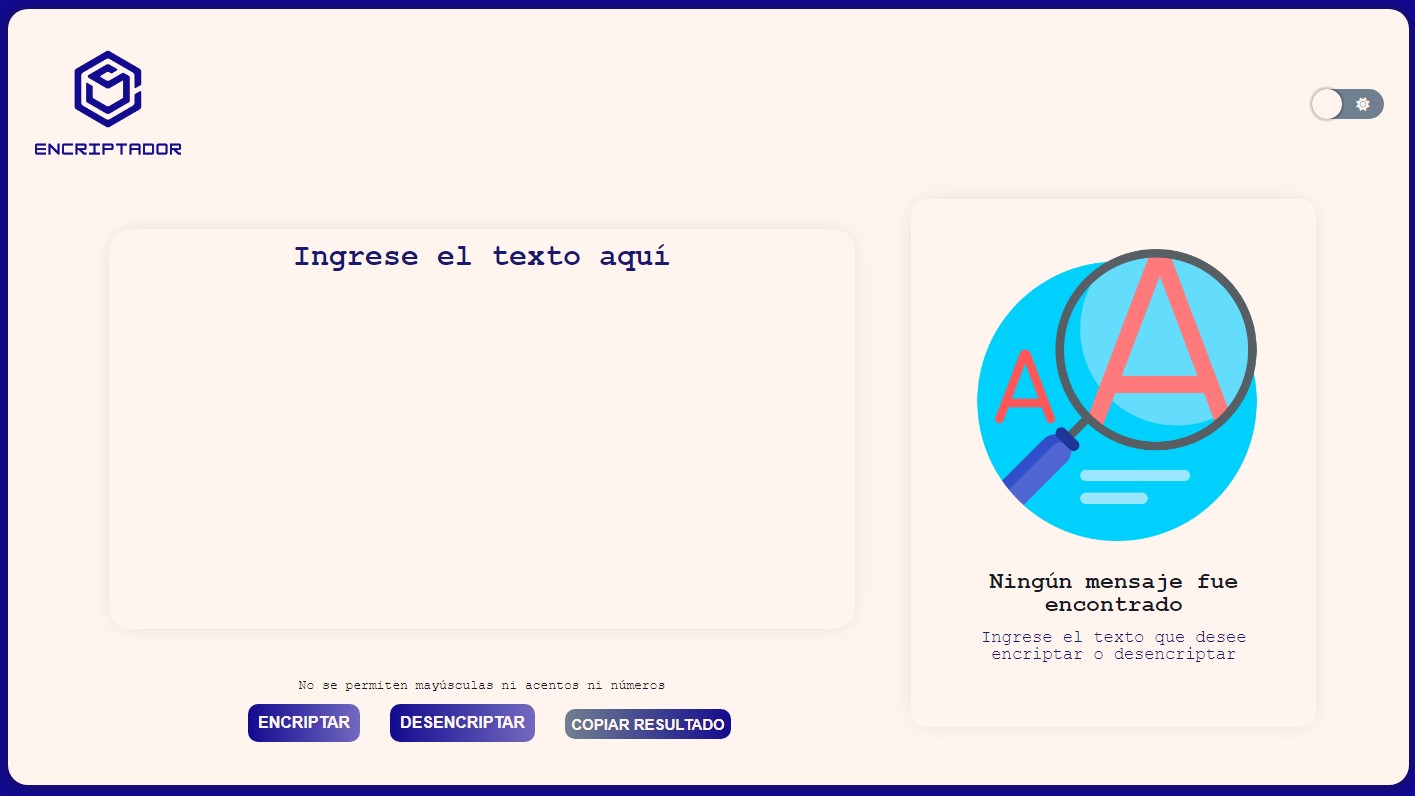 ENCRIPTADOR
Ingrese el texto aquí
A
A
Ningún mensaje fue
encontrado
Ingrese el texto que desee
encriptar o desencriptar
No se permiten mayúsculas ni acentos ni números
ENCRIPTAR
DESENCRIPTAR
COPIAR RESULTADO